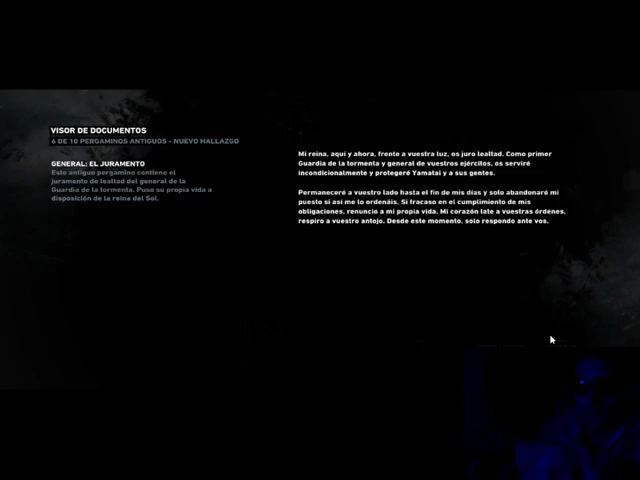 VISOR DE DOCUMENTOS
6 DE 10 PERGAMINOS ANTIGUOS - NUEVO HALLAZGO
GENERAL: EL JURAMENTO
Este antiguo pergamino contiene el
juramento de lealtad del general de la
Guardia de la tormenta. Puso su propia vida a
disposición de la reina del Sol.
Mi reina, aquí y ahora, frente a vuestra luz, os juro lealtad. Como primer
Guardia de la tormenta y general de vuestros ejércitos, os serviré
incondicionalmente y protegeré Yamatai y a sus gentes.
Permaneceré a vuestro lado hasta el fin de mis días y solo abandonaré mi
puesto si así me lo ordenáis. Si fracaso en el cumplimiento de mis
obligaciones, renuncio a mi propia vida. Mi corazón late a vuestras órdenes,
respiro a vuestro antojo. Desde este momento, solo respondo ante vos.